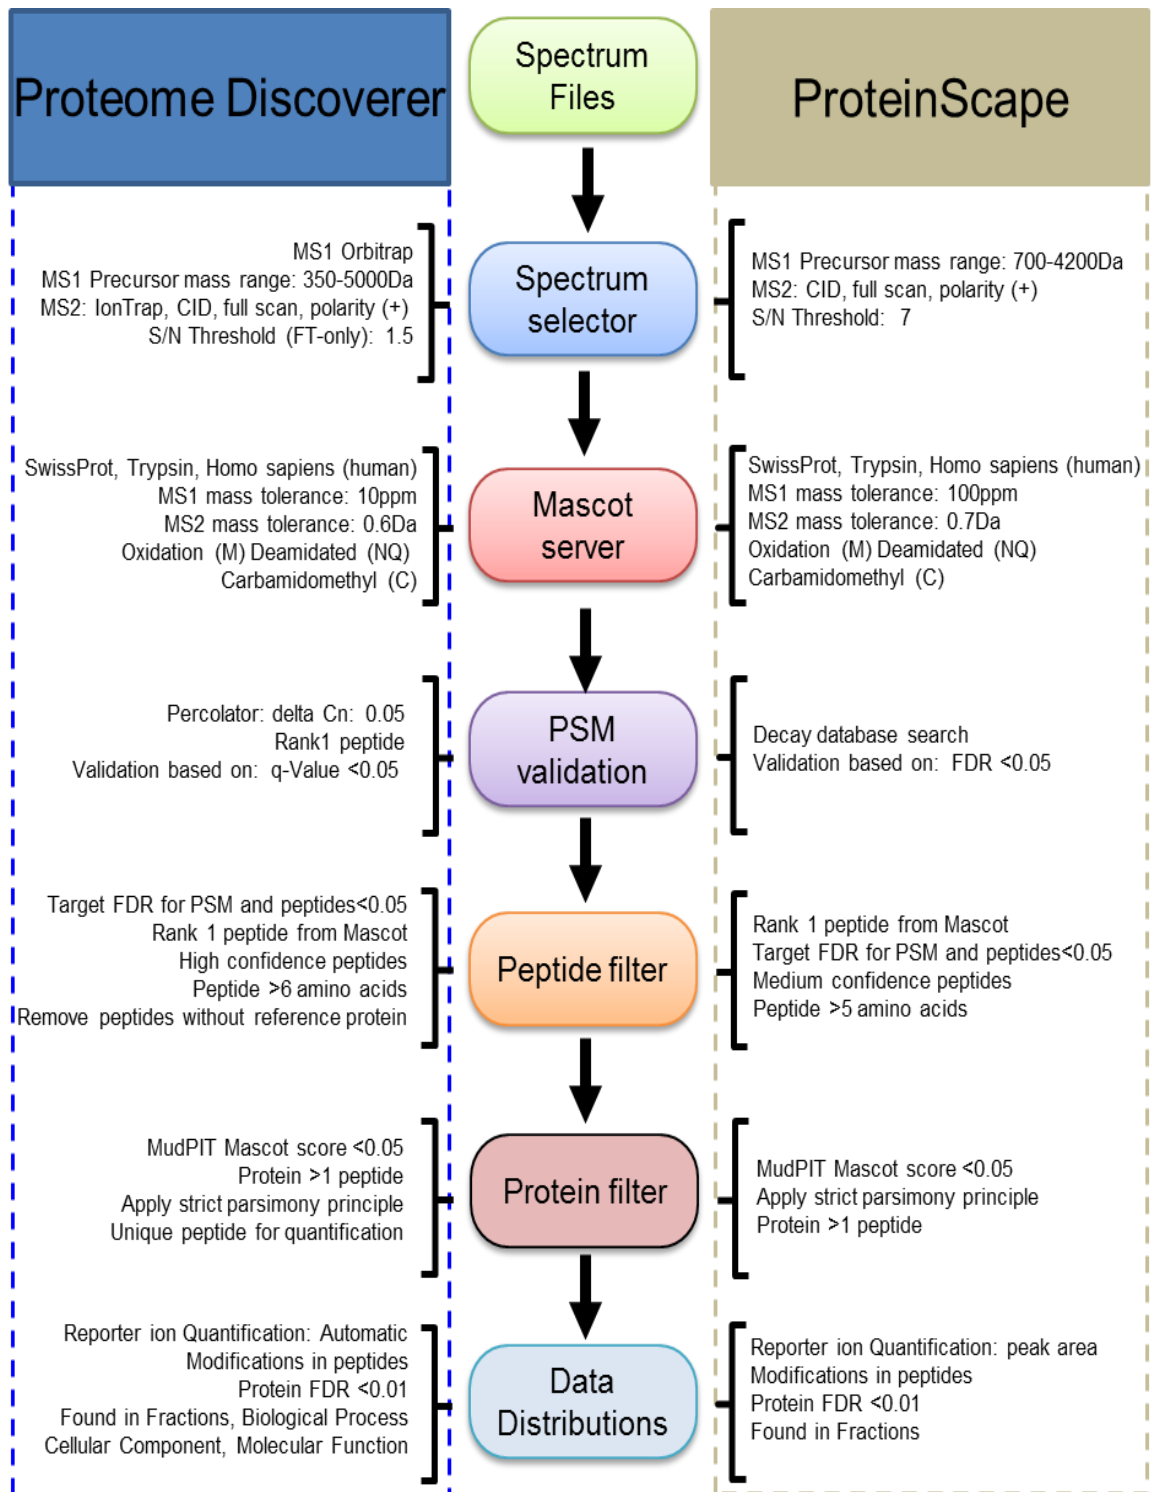 Proteome Discoverer
Spectrum
Files
ProteinScape
MS1 Orbitrap
MS1 Precursor mass range: 350-5000Da
MS2: IonTrap, CID, full scan, polarity (+)
S/N Threshold (FT-only): 1.5
Spectrum
selector
MS1 Precursor mass range: 700-4200Da
MS2: CID, full scan, polarity (+)
S/N Threshold: 7
SwissProt, Trypsin, Homo sapiens (human)
MS1 mass tolerance: 10ppm
MS2 mass tolerance: 0.6Da
Oxidation (M) Deamidated (NQ)
Carbamidomethyl (C)
Mascot
server
SwissProt, Trypsin, Homo sapiens (human)
MS1 mass tolerance: 100ppm
MS2 mass tolerance: 0.7Da
Oxidation (M) Deamidated (NQ)
Carbamidomethyl (C)
Percolator: delta Cn: 0.05
Rank1 peptide
Validation based on: q-Value <0.05
PSM
validation
Decay database search
Validation based on: FDR <0.05
Target FDR for PSM and peptides<0.05
Rank 1 peptide from Mascot
High confidence peptides
Peptide >6 amino acids
Remove peptides without reference protein
Peptide filter
Rank 1 peptide from Mascot
Target FDR for PSM and peptides<0.05
Medium confidence peptides
Peptide >5 amino acids
MudPIT Mascot score <0.05
Protein >1 peptide
Apply strict parsimony principle
Unique peptide for quantification
Protein filter
MudPIT Mascot score <0.05
Apply strict parsimony principle
Protein >1 peptide
Reporter ion Quantification: Automatic
Modifications in peptides
Protein FDR <0.01
Found in Fractions, Biological Process
Cellular Component, Molecular Function
Data
Distributions
Reporter ion Quantification: peak area
Modifications in peptides
Protein FDR <0.01
Found in Fractions